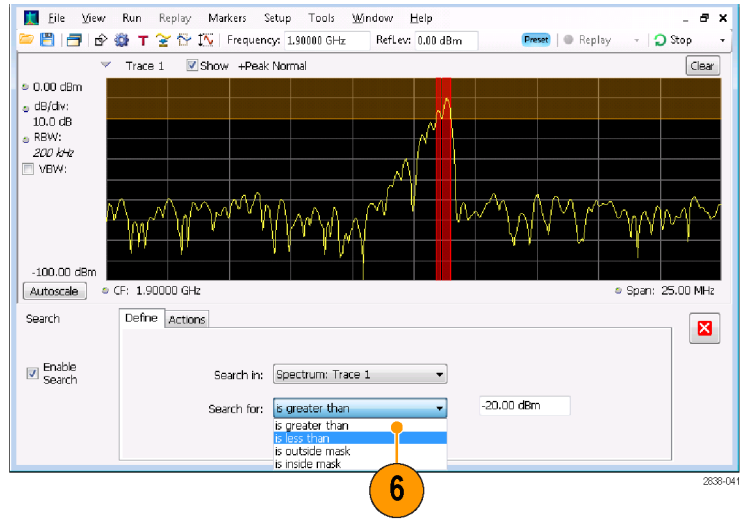 File View Run Replay Markers Setup Tools Window Help
Frequency: 1.90000 GHz RefLev: 0.00 dBm Preset Replay Stop
Trace 1 Show +Peak Normal Clear
0.00 dBm
dB/div:
10.0 dB
RBW:
200 kHz
VBW:
-100.00 dBm
Autoscale CF: 1.90000 GHz Span: 25.00 MHz
Search Define Actions
Enable
Search
Search in: Spectrum: Trace 1
Search for: is greater than -20.00 dBm
is greater than
is less than
is outside mask
is inside mask
6
2838-041